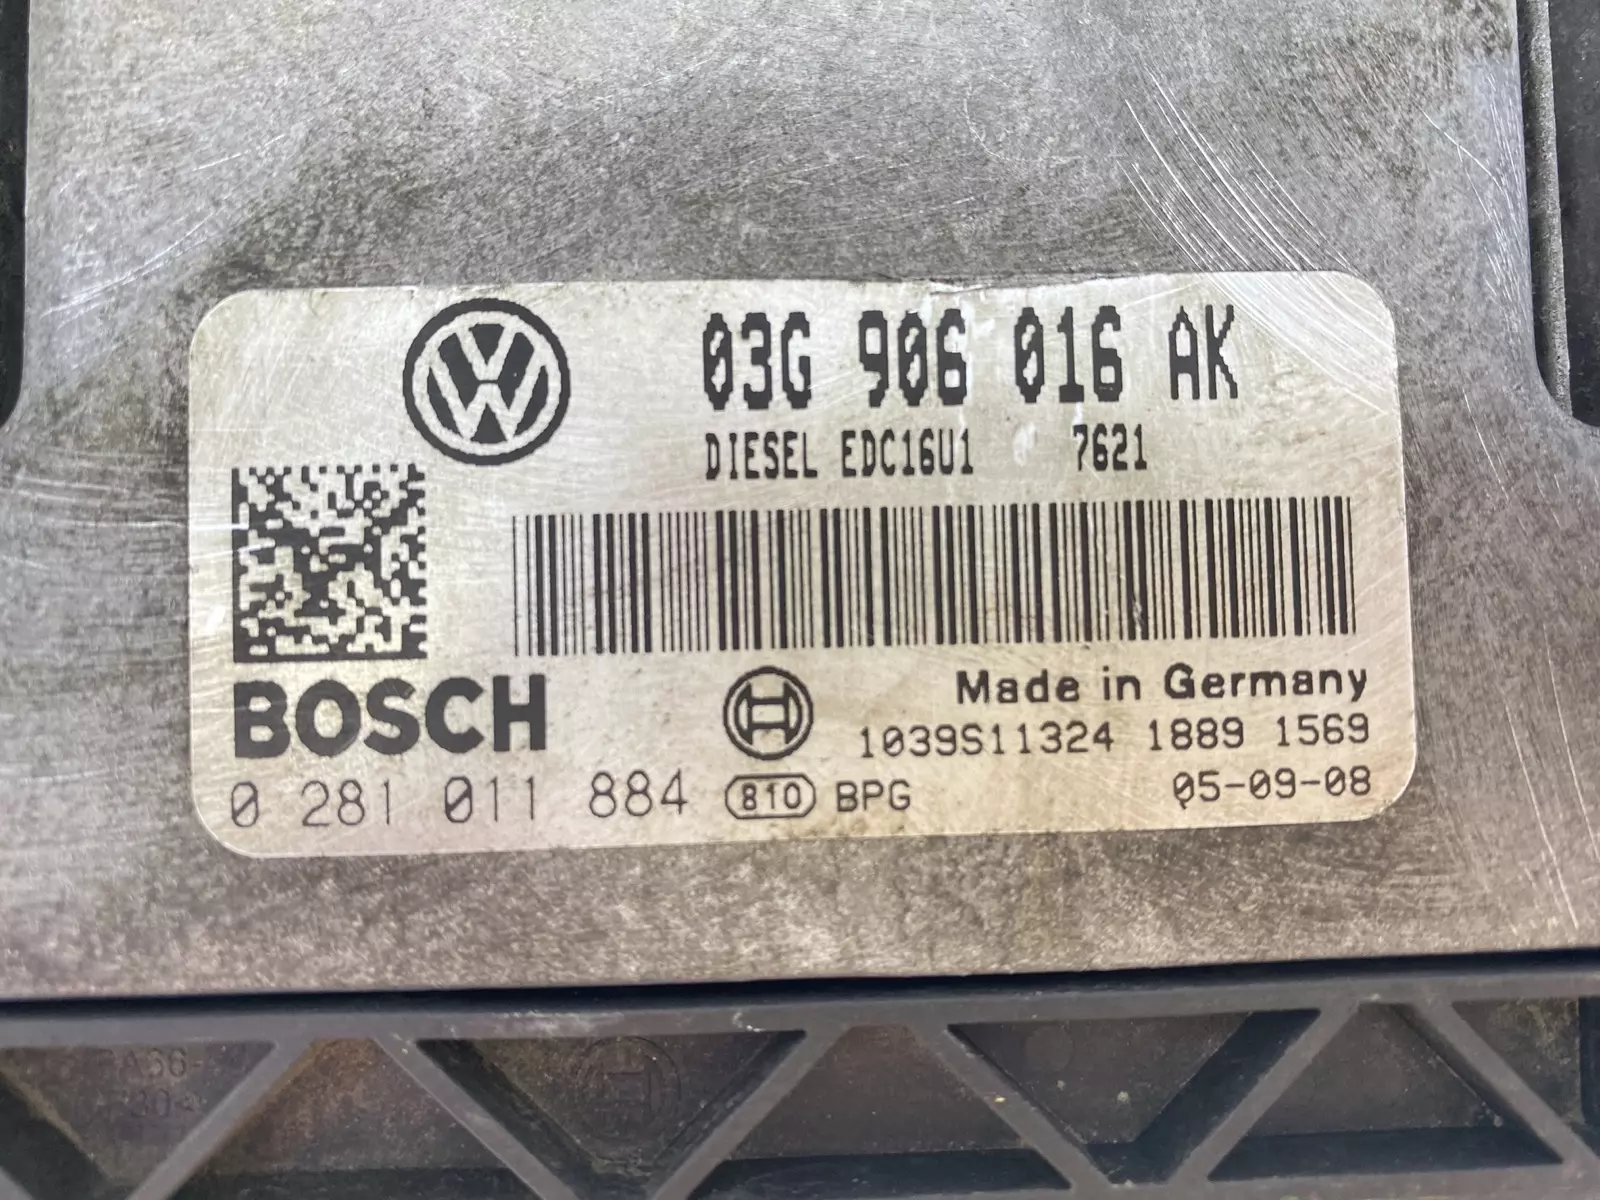 03G 906 016 AK
DIESEL EDC16U1 7621
BOSCH
Made in Germany
1039S11324 1889 1569
0 281 011 884 810 BPG 05-09-08